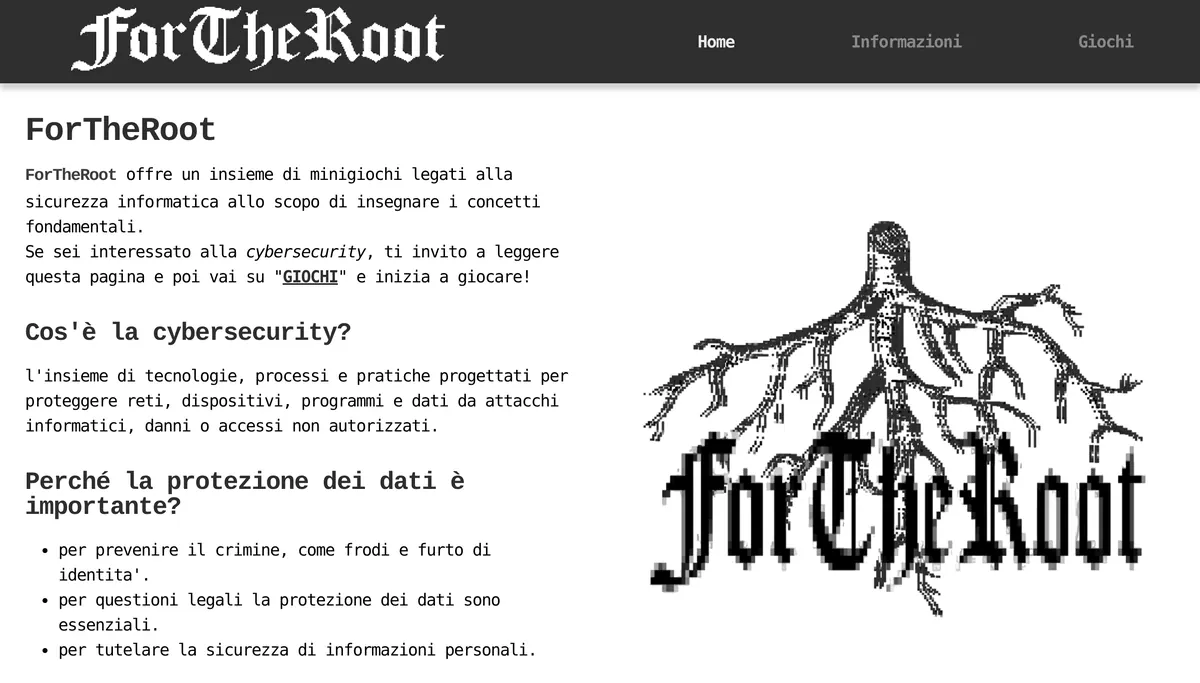 ForTheRoot
Home
Informazioni
Giochi
ForTheRoot
ForTheRoot offre un insieme di minigiochi legati alla
sicurezza informatica allo scopo di insegnare i concetti
fondamentali.
Se sei interessato alla cybersecurity, ti invito a leggere
questa pagina e poi vai su "GIOCHI" e inizia a giocare!
Cos'è la cybersecurity?
l'insieme di tecnologie, processi e pratiche progettati per
proteggere reti, dispositivi, programmi e dati da attacchi
informatici, danni o accessi non autorizzati.
Perché la protezione dei dati è
importante?
• per prevenire il crimine, come frodi e furto di
identita'.
• per questioni legali la protezione dei dati sono
essenziali.
• per tutelare la sicurezza di informazioni personali.
ForTheRoot